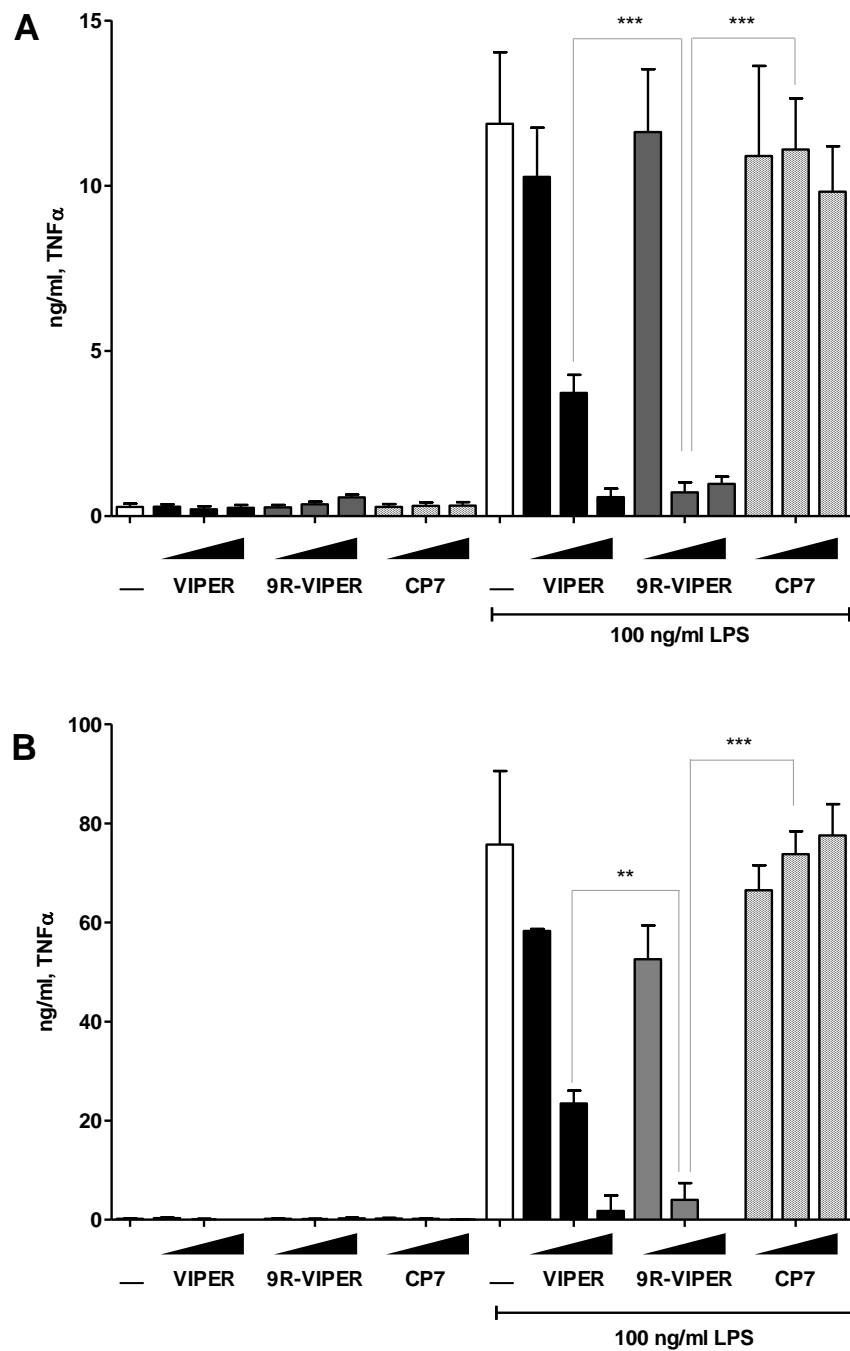 A
15
10
5
0
ng/ml, TNFα
*** ***
— VIPER 9R-VIPER CP7 — VIPER 9R-VIPER CP7
100 ng/ml LPS
B
100
80
60
40
20
0
ng/ml, TNFα
***
**
— VIPER 9R-VIPER CP7 — VIPER 9R-VIPER CP7
100 ng/ml LPS